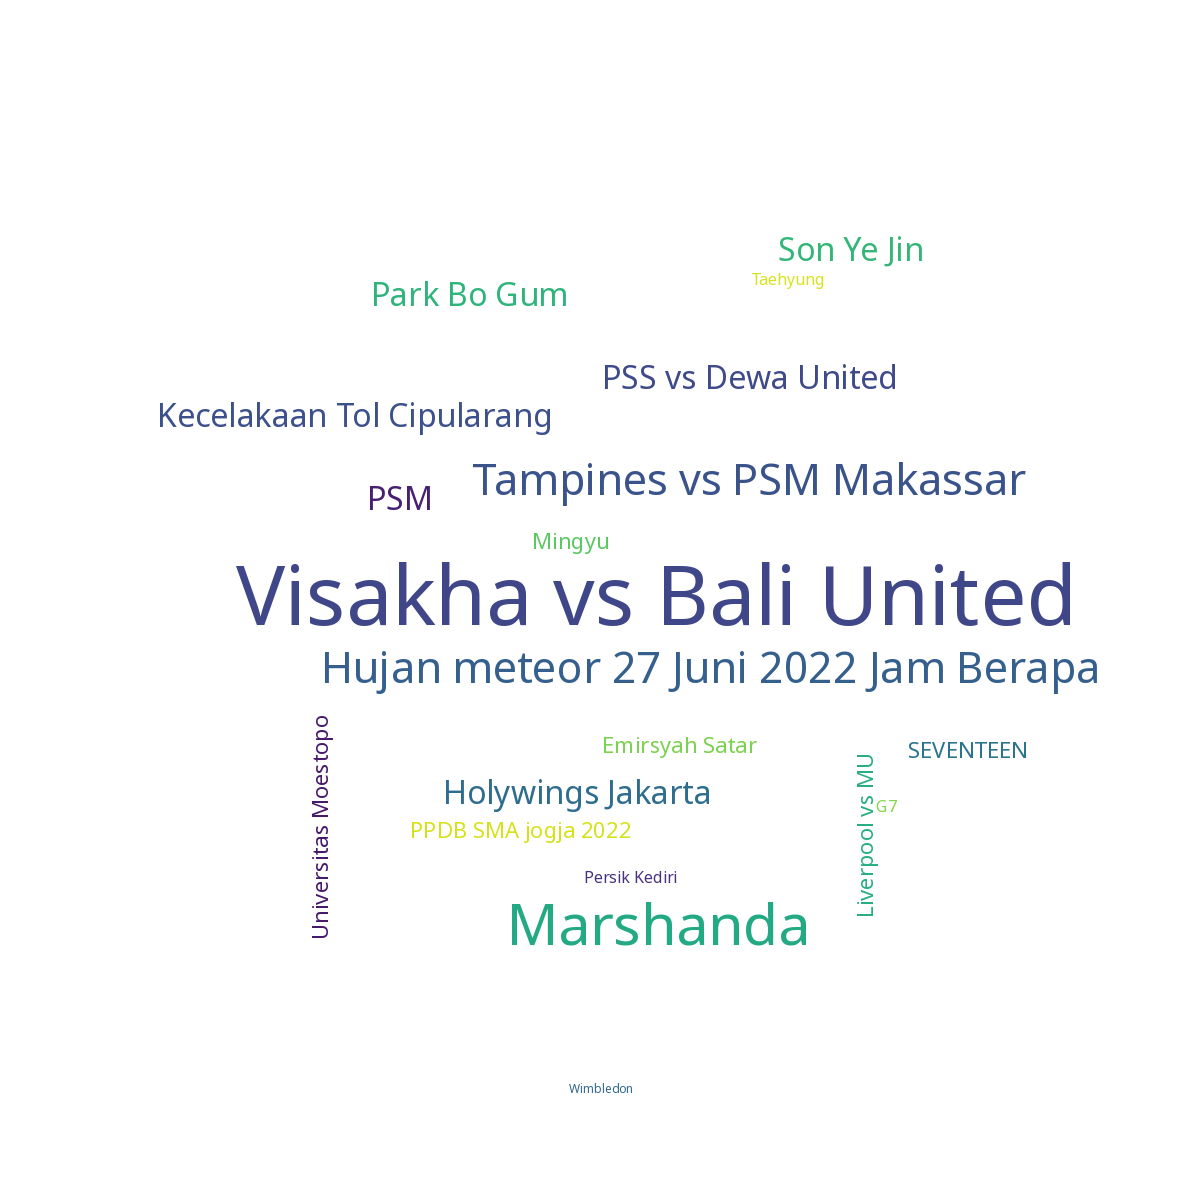 Son Ye Jin
Taehyung
Park Bo Gum
PSS vs Dewa United
Kecelakaan Tol Cipularang
Tampines vs PSM Makassar
PSM
Mingyu
Visakha vs Bali United
Hujan meteor 27 Juni 2022 Jam Berapa
Universitas Moestopo
Emirsyah Satar
SEVENTEEN
Liverpool vs MU
Holywings Jakarta
G7
PPDB SMA jogja 2022
Persik Kediri
Marshanda
Wimbledon